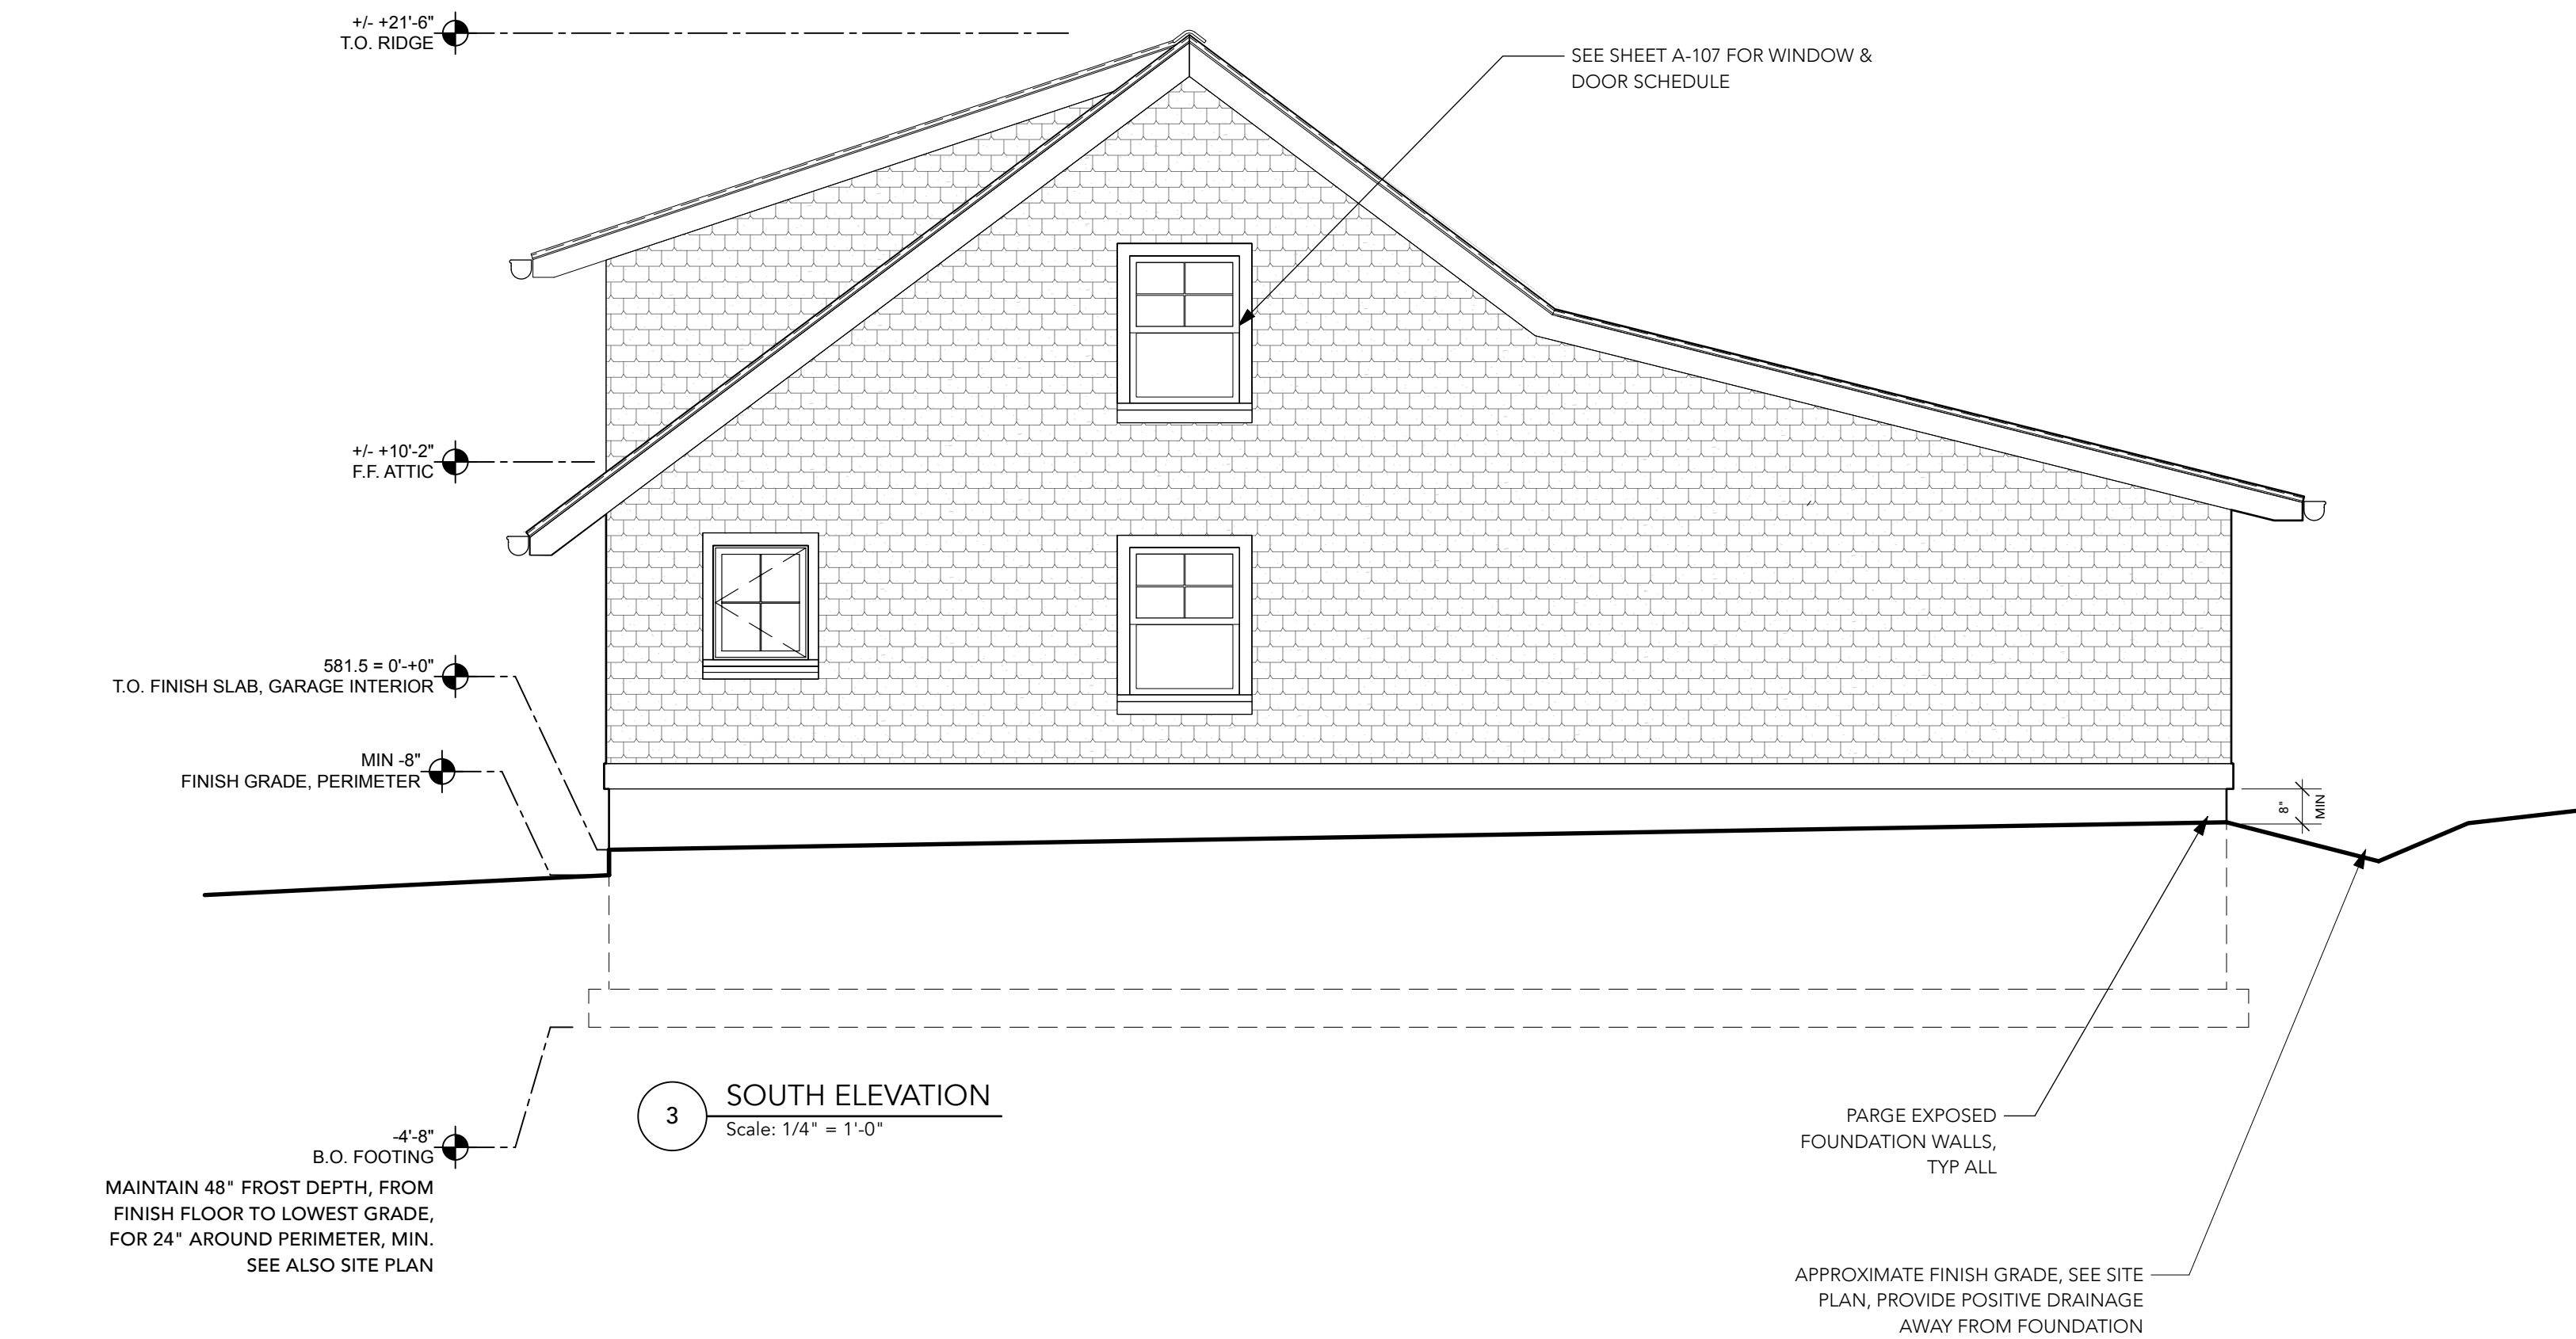 +/- +21'-6"
T.O. RIDGE
SEE SHEET A-107 FOR WINDOW &
DOOR SCHEDULE
+/- +10'-2"
F.F. ATTIC
581.5 = 0'-+0"
T.O. FINISH SLAB, GARAGE INTERIOR
MIN -8"
FINISH GRADE, PERIMETER
8"
MIN
3
SOUTH ELEVATION
Scale: 1/4" = 1'-0"
-4'-8"
B.O. FOOTING
MAINTAIN 48" FROST DEPTH, FROM
FINISH FLOOR TO LOWEST GRADE,
FOR 24" AROUND PERIMETER, MIN.
SEE ALSO SITE PLAN
PARGE EXPOSED
FOUNDATION WALLS,
TYP ALL
APPROXIMATE FINISH GRADE, SEE SITE
PLAN, PROVIDE POSITIVE DRAINAGE
AWAY FROM FOUNDATION